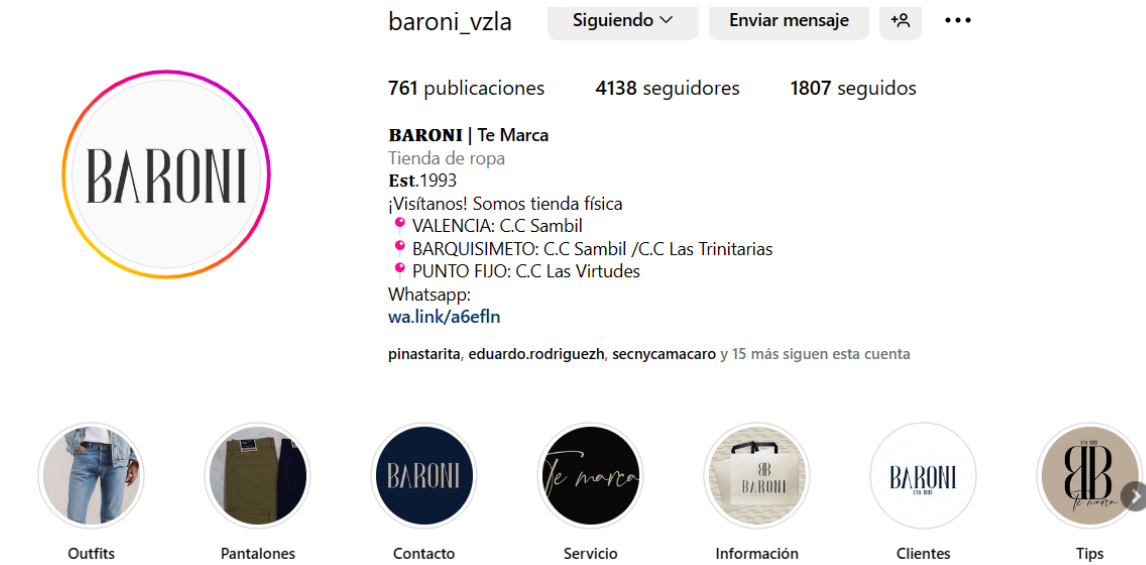 baroni_vzla Siguiendo Enviar mensaje
761 publicaciones 4138 seguidores 1807 seguidos
BARONI
BARONI | Te Marca
Tienda de ropa
Est.1993
¡Visítanos! Somos tienda física
VALENCIA: C.C Sambil
BARQUISIMETO: C.C Sambil /C.C Las Trinitarias
PUNTO FIJO: C.C Las Virtudes
Whatsapp:
wa.link/a6efln
pinastarita, eduardo.rodriguezh, secnycamacaro y 15 más siguen esta cuenta
BARONI
Te marca
B BARONI
BARONI
B
Te marca
Outfits Pantalones Contacto Servicio Información Clientes Tips